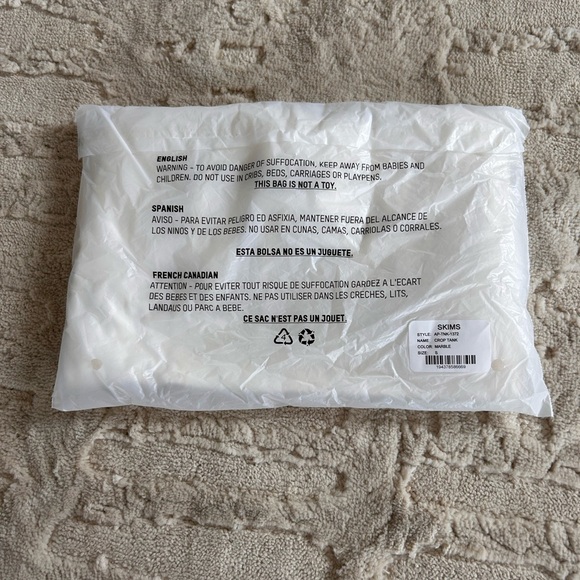 ENGLISH
WARNING - TO AVOID DANGER OF SUFFOCATION, KEEP AWAY FROM BABIES AND
CHILDREN. DO NOT USE IN CRIBS, BEDS, CARRIAGES OR PLAYPENS.
THIS BAG IS NOT A TOY.
SPANISH
AVISO - PARA EVITAR PELIGRO ED ASFIXIA, MANTENER FUERA DEL ALCANCE DE
LOS NINOS Y DE LOS BEBES. NO USAR EN CUNAS, CAMAS, CARRIOLAS O CORRALES.
ESTA BOLSA NO ES UN JUGUETE.
FRENCH CANADIAN
ATTENTION - POUR EVITER TOUT RISQUE DE SUFFOCATION GARDEZ A L'ECART
DES BEBES ET DES ENFANTS. NE PAS UTILISER DANS LES CRECHES, LITS,
LANDAUS OU PARC A BEBE.
CE SAC N'EST PAS UN JOUET.
4
SKIMS
STYLE: AP-TNK-1372
NAME: CROP TANK
COLOR: MARBLE
SIZE: S